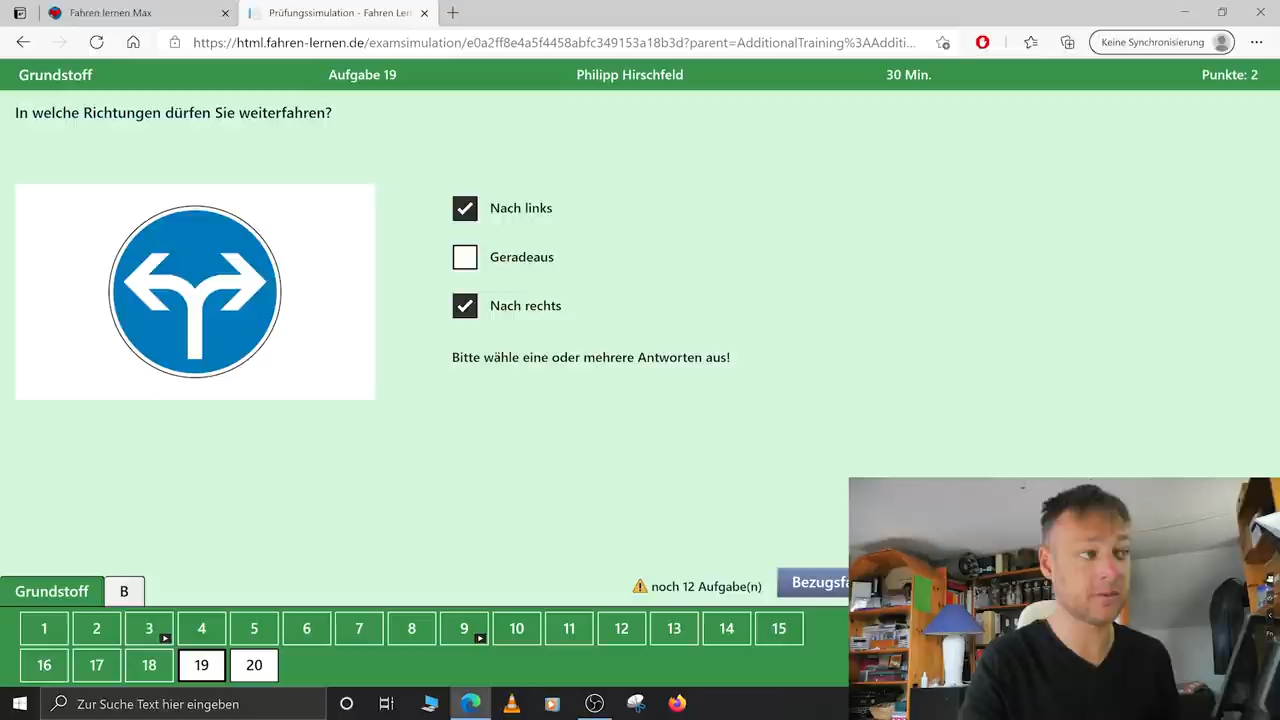 Fahren lernen Max
Prüfungssimulation - Fahren Ler
https://html.fahren-lernen.de/examsimulation/e0a2ff8e4a5f4458abfc349153a18b3d?parent=AdditionalTraining%3AAdditi...
Keine Synchronisierung
Grundstoff
Aufgabe 19
Philipp Hirschfeld
30 Min.
Punkte: 2
In welche Richtungen dürfen Sie weiterfahren?
Nach links
Geradeaus
Nach rechts
Bitte wähle eine oder mehrere Antworten aus!
noch 12 Aufgabe(n)
Bezugsfa
Grundstoff
B
1 2 3 4 5 6 7 8 9 10 11 12 13 14 15
16 17 18 19 20
Zur Suche Text hier eingeben